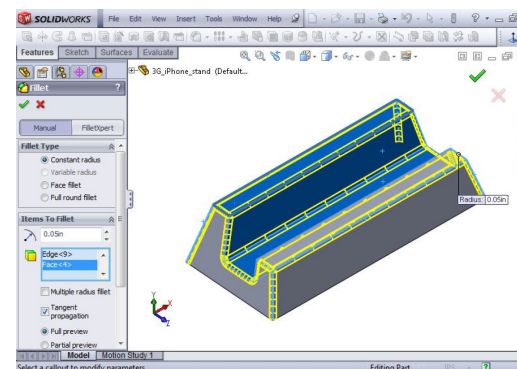 SOLIDWORKS File Edit View Insert Tools Window Help
Features Sketch Surfaces Evaluate
3G_iPhone_stand (Default...
Fillet ?
Manual FilletXpert
Fillet Type
Constant radius
Variable radius
Face fillet
Full round fillet
Items To Fillet
0.05in
Edge<9>
Face<4>
Multiple radius fillet
Tangent
propagation
Full preview
Partial preview
Radius: 0.05in
Model Motion Study 1
Select a callout to modify parameters Editing Part